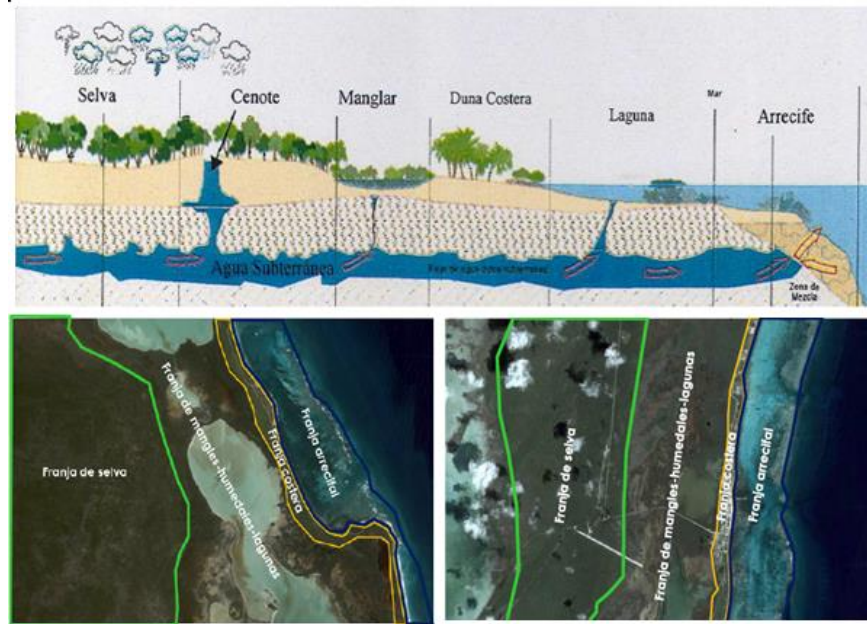 Selva
Cenote
Manglar
Duna Costera
Laguna
Mar
Arrecife
Agua Subterránea
Zona de
Mezcla
Franja de selva
Franja de mangles-humedales-lagunas
Franja costera
Franja arrecifal
Franja de selva
Franja de mangles-humedales-lagunas
Franja costera
Franja arrecifal